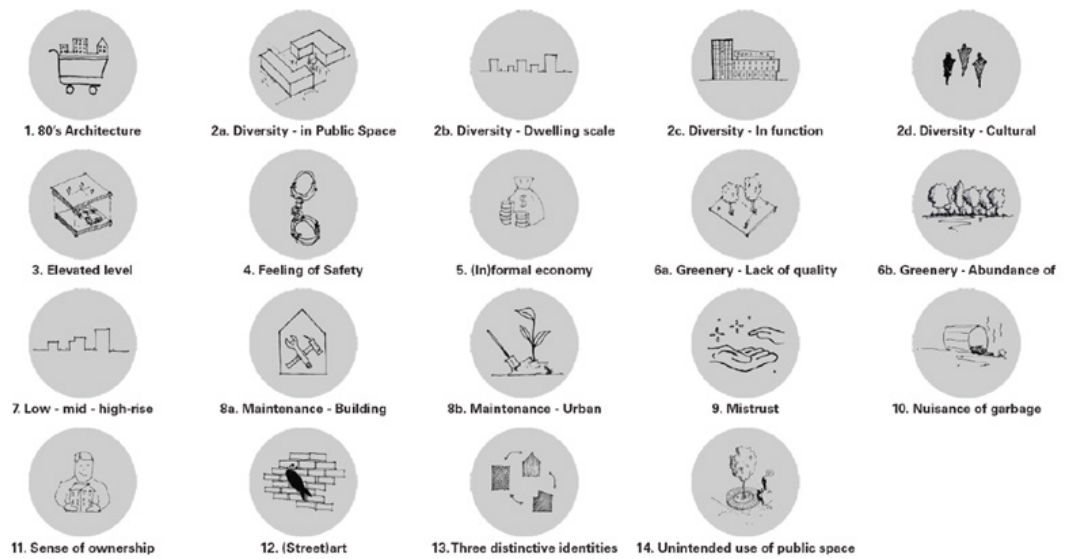 1. 80's Architecture
2a. Diversity - in Public Space
2b. Diversity - Dwelling scale
2c. Diversity - In function
2d. Diversity - Cultural
3. Elevated level
4. Feeling of Safety
5. (In)formal economy
6a. Greenery - Lack of quality
6b. Greenery - Abundance of
7. Low - mid - high-rise
8a. Maintenance - Building
8b. Maintenance - Urban
9. Mistrust
10. Nuisance of garbage
11. Sense of ownership
12. (Street)art
13. Three distinctive identities
14. Unintended use of public space